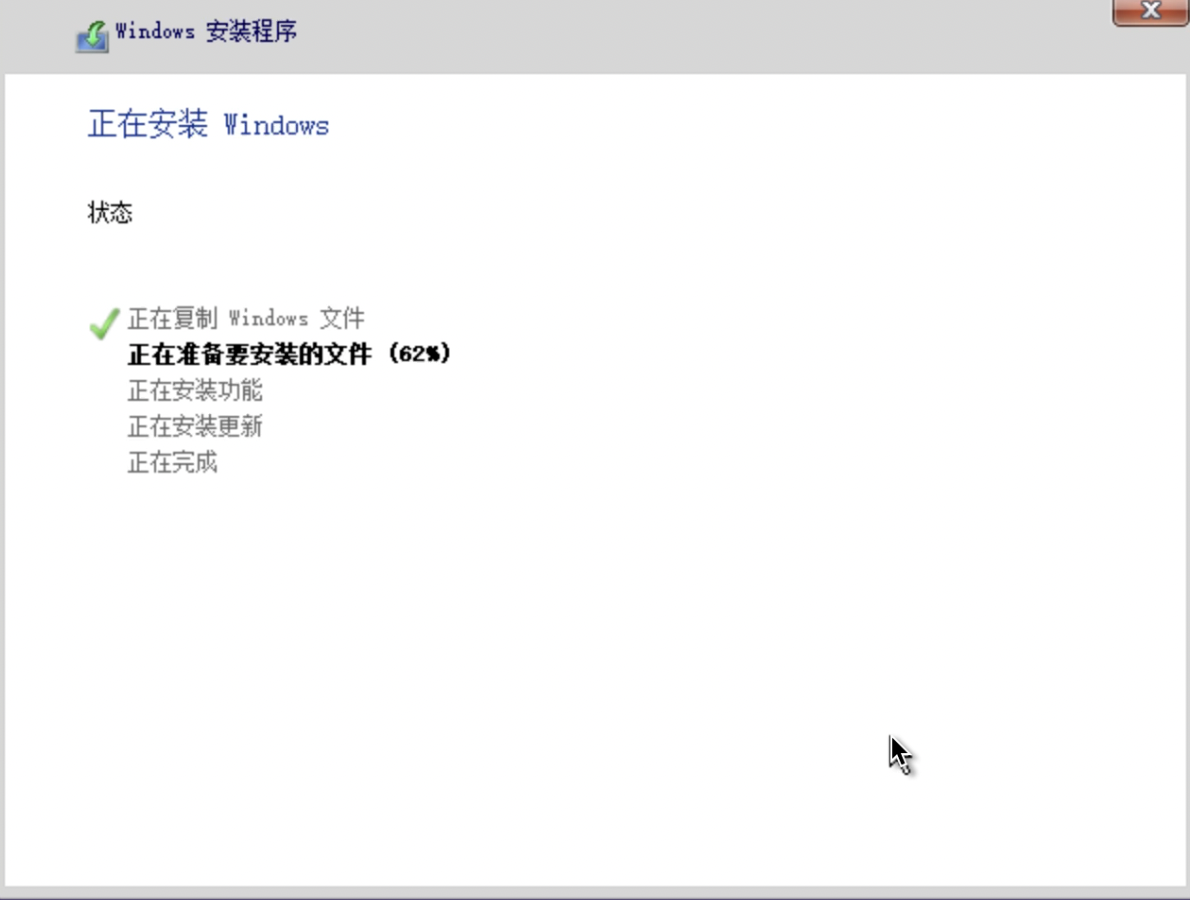 Windows 安装程序
正在安装 Windows
状态
正在复制 Windows 文件
正在准备要安装的文件 (62%)
正在安装功能
正在安装更新
正在完成